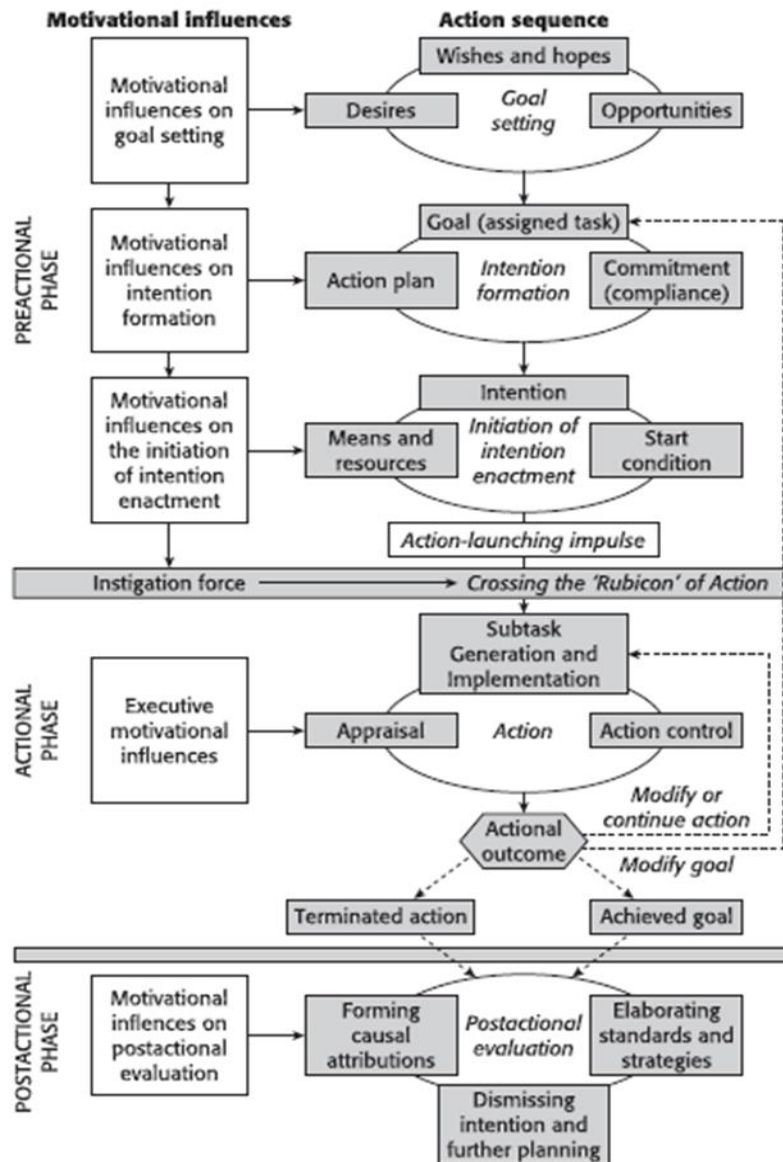 Motivational influences
Action sequence
PREACTIONAL
PHASE
Motivational
influences on
goal setting
Wishes and hopes
Desires
Goal
setting
Opportunities
Motivational
influences on
intention
formation
Goal (assigned task)
Action plan
Intention
formation
Commitment
(compliance)
Motivational
influences on
the initiation
of intention
enactment
Intention
Means and
resources
Initiation of
intention
enactment
Start
condition
Action-launching impulse
Instigation force
Crossing the 'Rubicon' of Action
ACTIONAL
PHASE
Executive
motivational
influences
Subtask
Generation and
Implementation
Appraisal
Action
Action control
Modify or
continue action
Actional
outcome
Modify goal
Terminated action
Achieved goal
POSTACTIONAL
PHASE
Motivational
inflences on
postactional
evaluation
Forming
causal
attributions
Postactional
evaluation
Elaborating
standards and
strategies
Dismissing
intention and
further planning